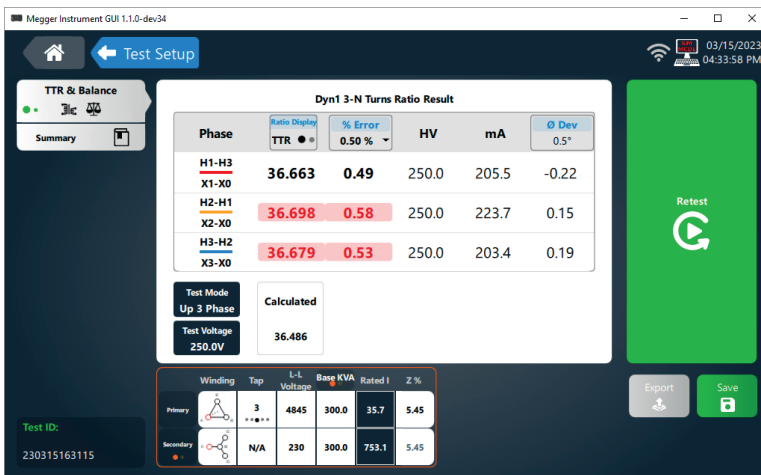 Megger Instrument GUI 1.1.0-dev34
Test Setup
03/15/2023
04:33:58 PM
TTR & Balance
Summary
Dyn1 3-N Turns Ratio Result
Phase
Ratio Display
TTR
% Error
0.50 %
HV
mA
Ø Dev
0.5°
H1-H3
X1-X0
36.663 0.49 250.0 205.5 -0.22
H2-H1
X2-X0
36.698 0.58 250.0 223.7 0.15
H3-H2
X3-X0
36.679 0.53 250.0 203.4 0.19
Test Mode
Up 3 Phase
Test Voltage
250.0V
Calculated
36.486
Retest
Winding Tap L-L Voltage Base KVA Rated I Z %
Primary 3 4845 300.0 35.7 5.45
Secondary N/A 230 300.0 753.1 5.45
Export
Save
Test ID:
230315163115